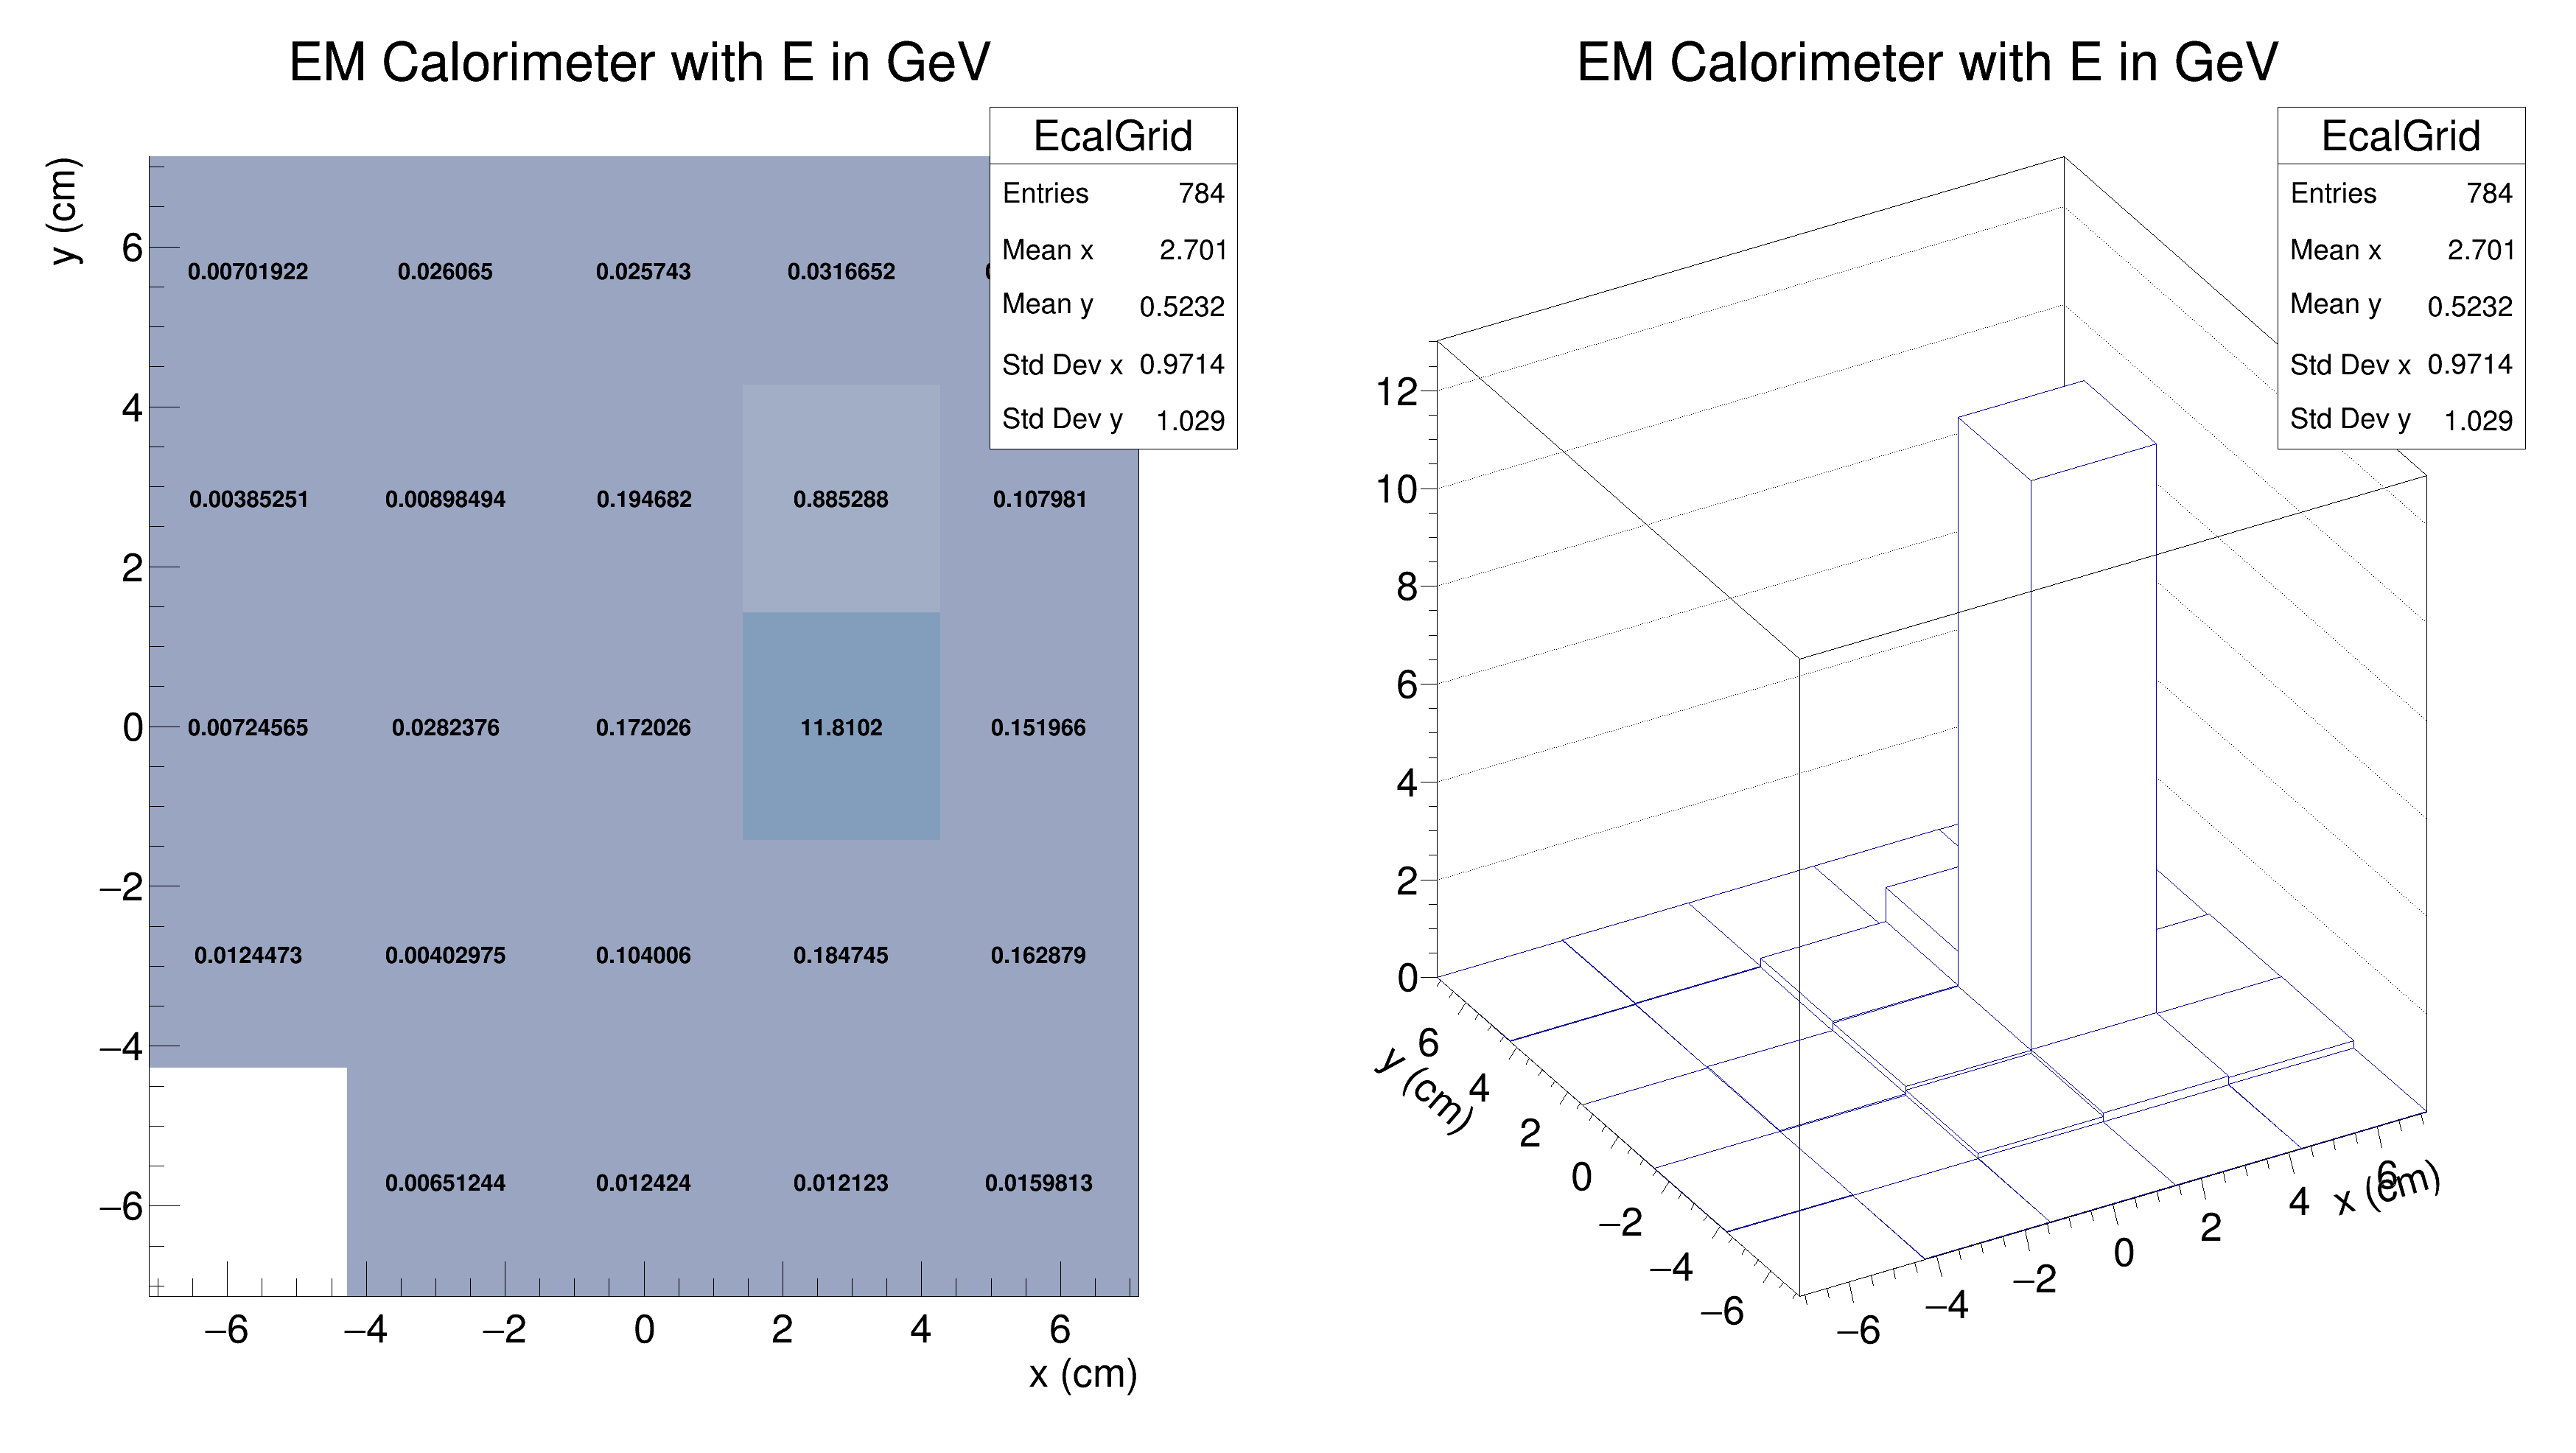 EM Calorimeter with E in GeV
EcalGrid
Entries 784
Mean x 2.701
Mean y 0.5232
Std Dev x 0.9714
Std Dev y 1.029
y (cm)
6
4
2
0
−2
−4
−6
0.00701922 0.026065 0.025743 0.0316652
0.00385251 0.00898494 0.194682 0.885288 0.107981
0.00724565 0.0282376 0.172026 11.8102 0.151966
0.0124473 0.00402975 0.104006 0.184745 0.162879
0.00651244 0.012424 0.012123 0.0159813
−6 −4 −2 0 2 4 6
x (cm)
EM Calorimeter with E in GeV
EcalGrid
Entries 784
Mean x 2.701
Mean y 0.5232
Std Dev x 0.9714
Std Dev y 1.029
12
10
8
6
4
2
0
6
4
2
0
−2
−4
−6
y (cm)
−6 −4 −2 0 2 4 6
x (cm)